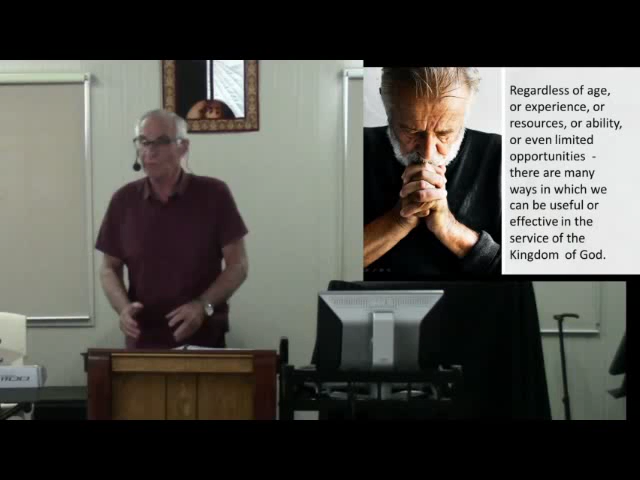 Regardless of age,
or experience, or
resources, or ability,
or even limited
opportunities -
there are many
ways in which we
can be useful or
effective in the
service of the
Kingdom of God.